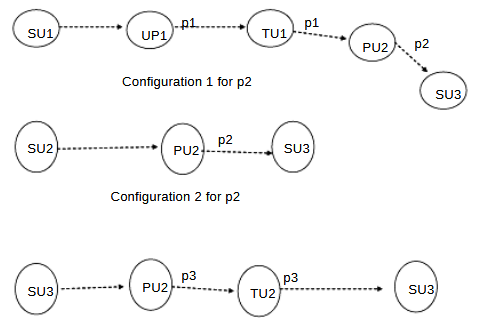 SU1 UP1 p1 TU1 p1 PU2 p2 SU3
Configuration 1 for p2
SU2 PU2 p2 SU3
Configuration 2 for p2
SU3 PU2 p3 TU2 p3 SU3